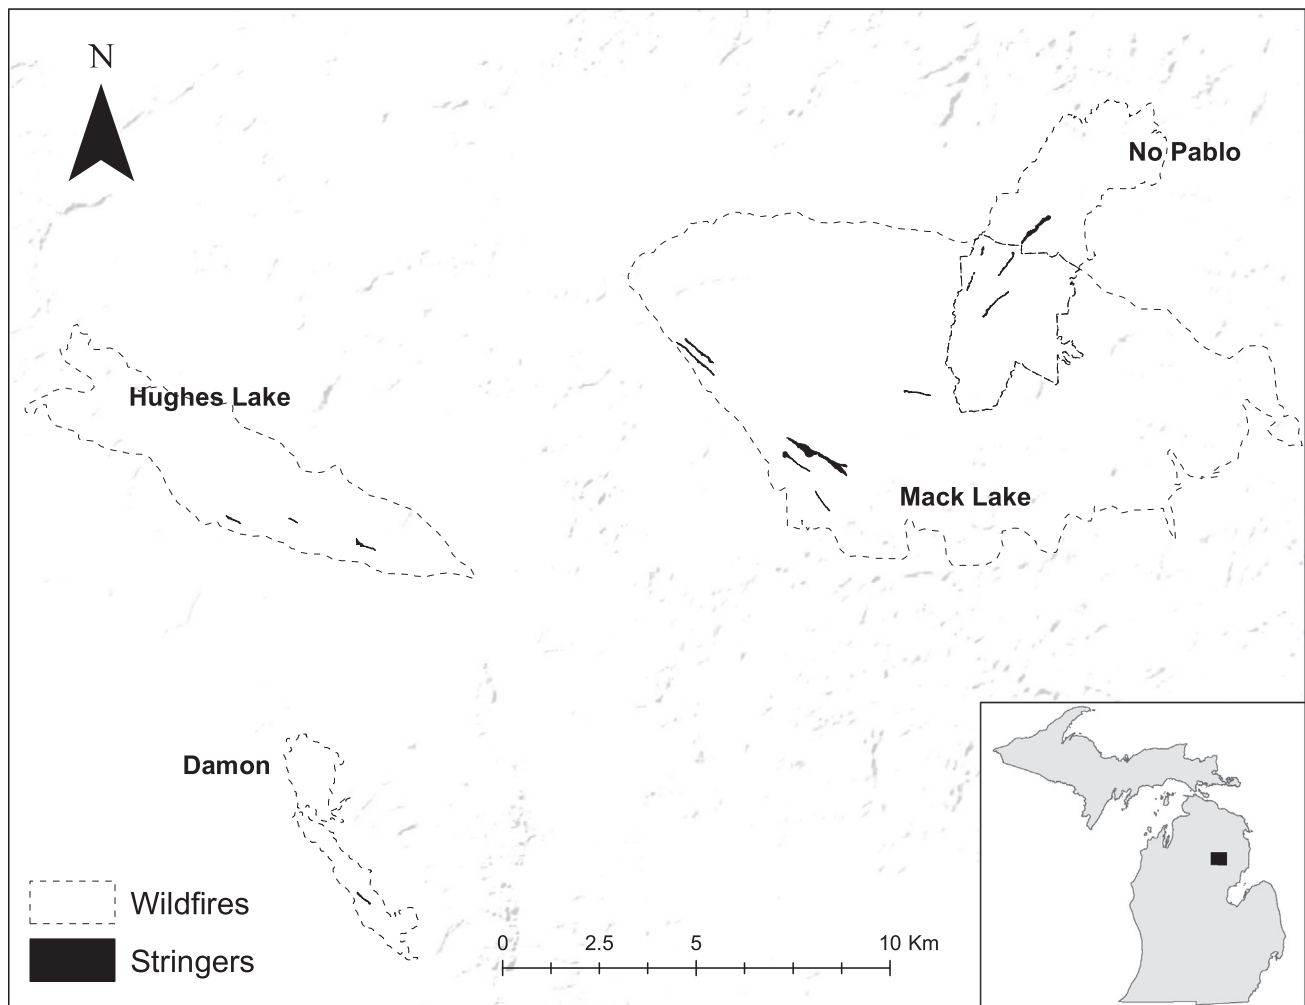 N
No Pablo
Hughes Lake
Mack Lake
Damon
Wildfires
Stringers
0 2.5 5 10 Km